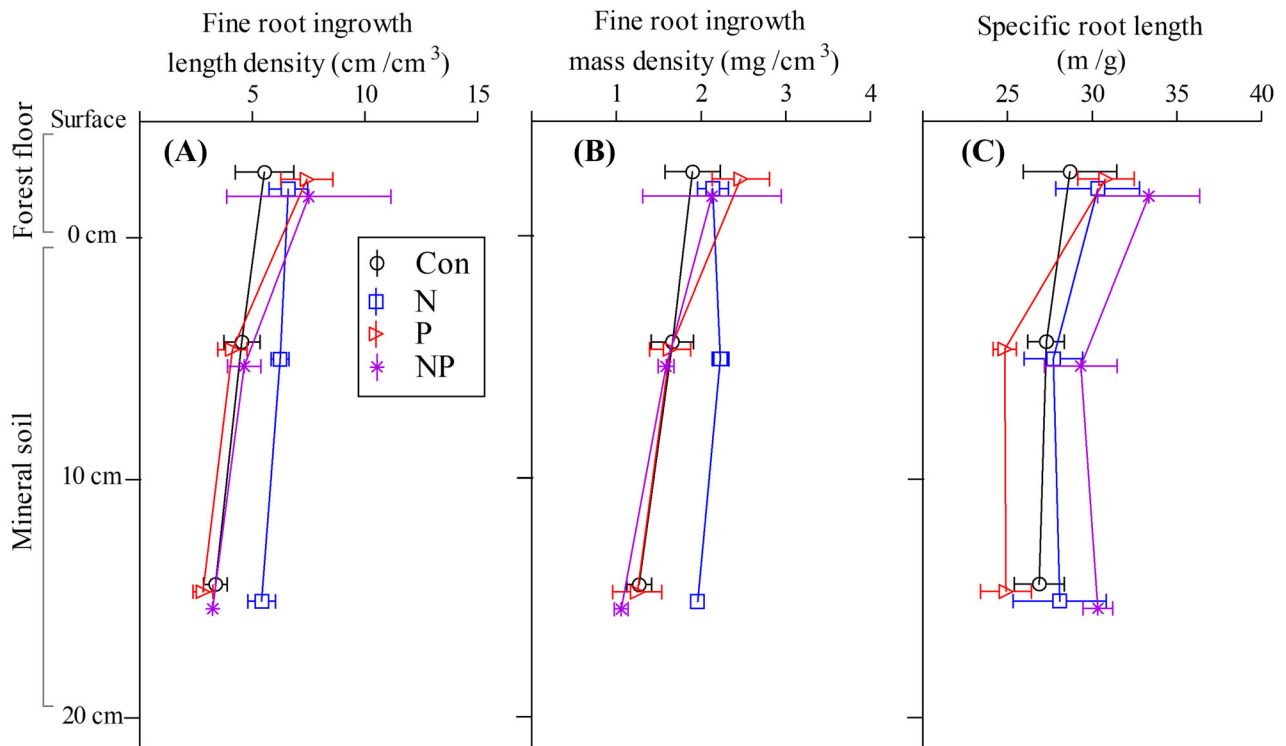 Fine root ingrowth
length density (cm /cm³)
5 10 15
Fine root ingrowth
mass density (mg /cm³)
1 2 3 4
Specific root length
(m /g)
25 30 35 40
Surface
Forest floor
0 cm
Mineral soil
10 cm
20 cm
(A)
Con
N
P
NP
(B)
(C)